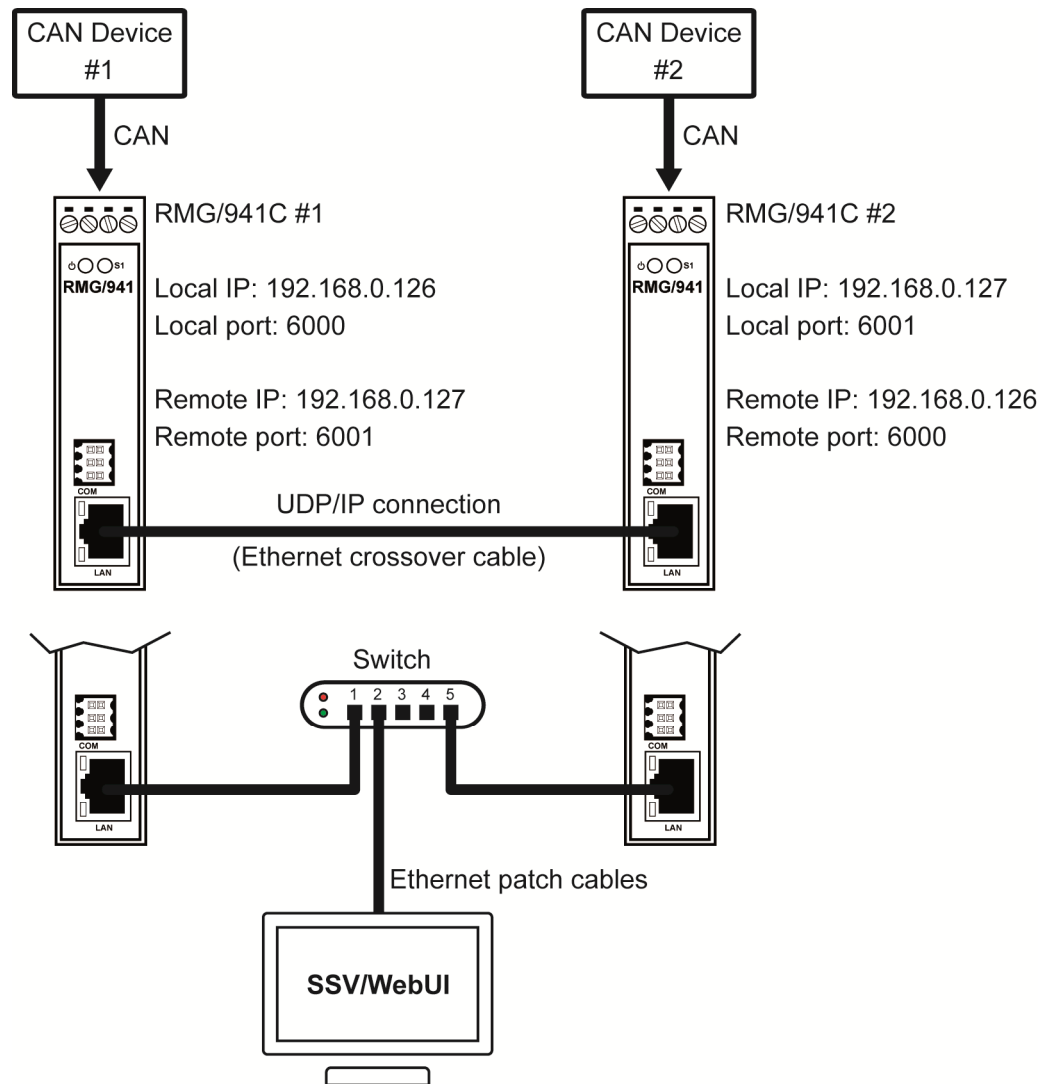 CAN Device
#1
CAN Device
#2
CAN
CAN
RMG/941C #1
RMG/941C #2
S1
RMG/941
S1
RMG/941
Local IP: 192.168.0.126
Local port: 6000
Local IP: 192.168.0.127
Local port: 6001
Remote IP: 192.168.0.127
Remote port: 6001
Remote IP: 192.168.0.126
Remote port: 6000
COM
COM
UDP/IP connection
(Ethernet crossover cable)
LAN
LAN
Switch
1 2 3 4 5
COM
COM
LAN
LAN
Ethernet patch cables
SSV/WebUI